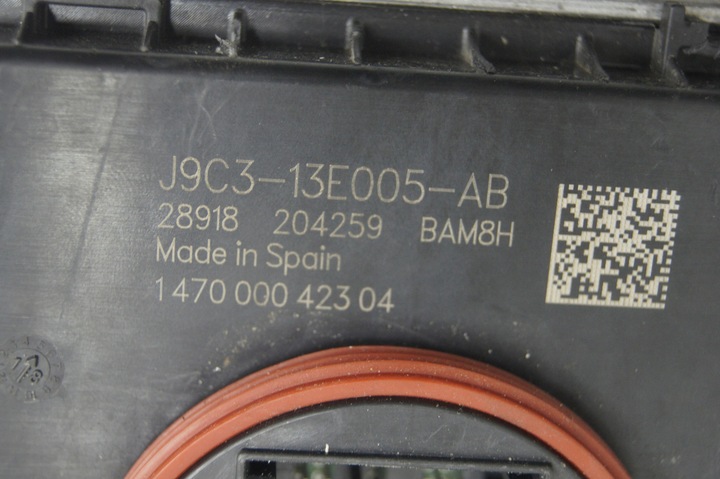 J9C3-13E005-AB
28918 204259 BAM8H
Made in Spain
1 470 000 423 04